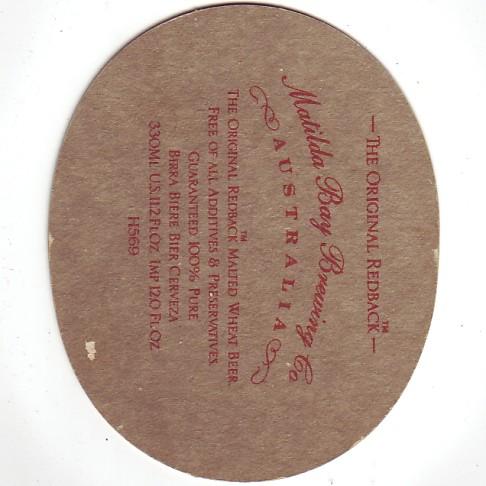 — THE ORIGINAL REDBACK™ —
Matilda Bay Brewing Co
AUSTRALIA
THE ORIGINAL REDBACK™ MALTED WHEAT BEER.
FREE OF ALL ADDITIVES & PRESERVATIVES.
GUARANTEED 100% PURE
BIRRA BIERE BIER CERVEZA
330ML U.S. 11.2 FL.OZ. IMP 12.0 FL.OZ.
H569